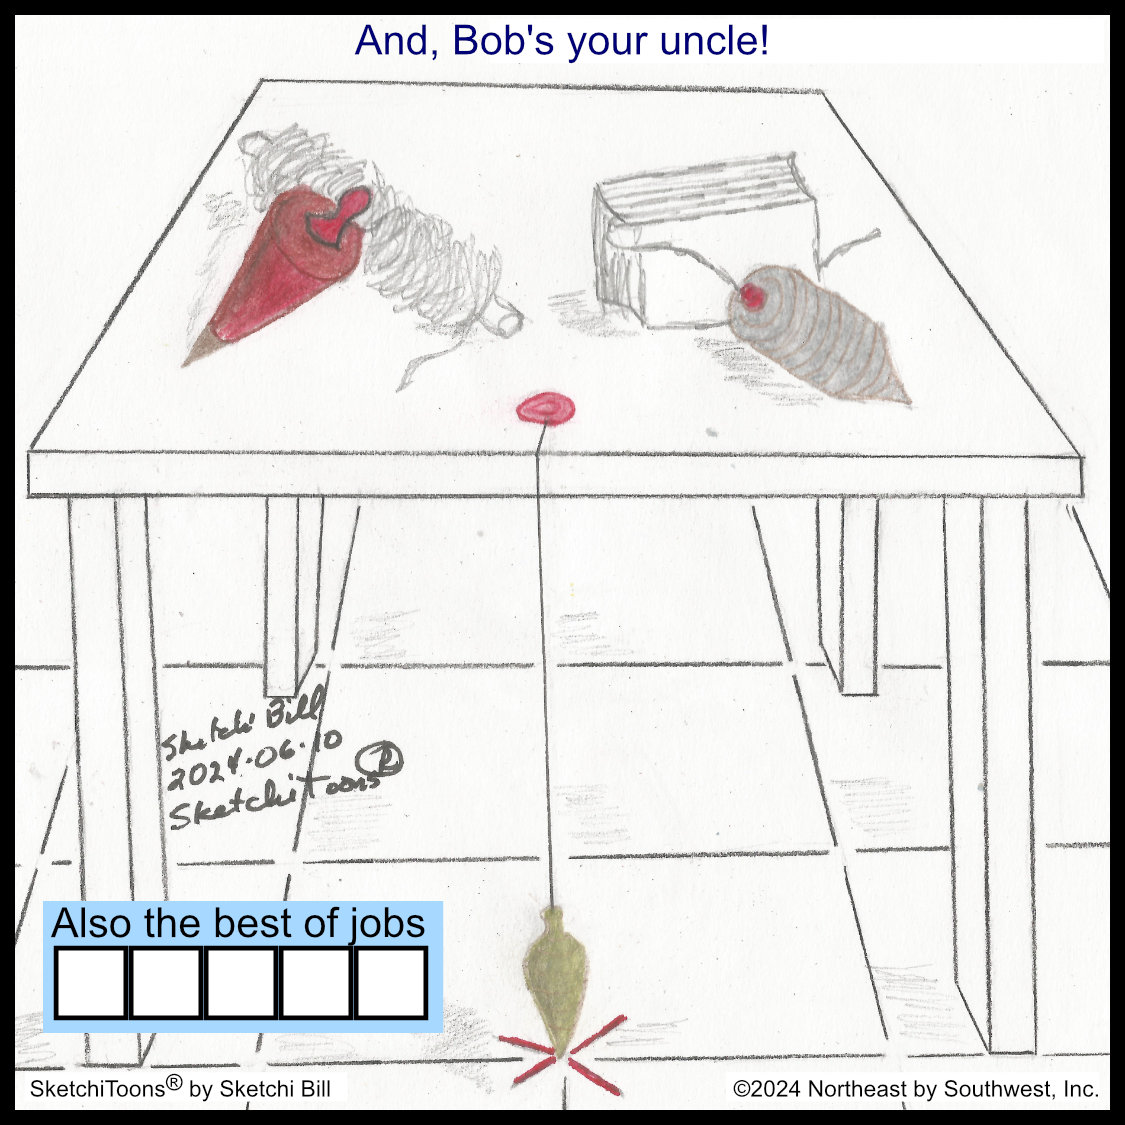 And, Bob's your uncle!
Sketchi Bill
2024.06.10
SketchiToons
Also the best of jobs
SketchiToons® by Sketchi Bill
©2024 Northeast by Southwest, Inc.